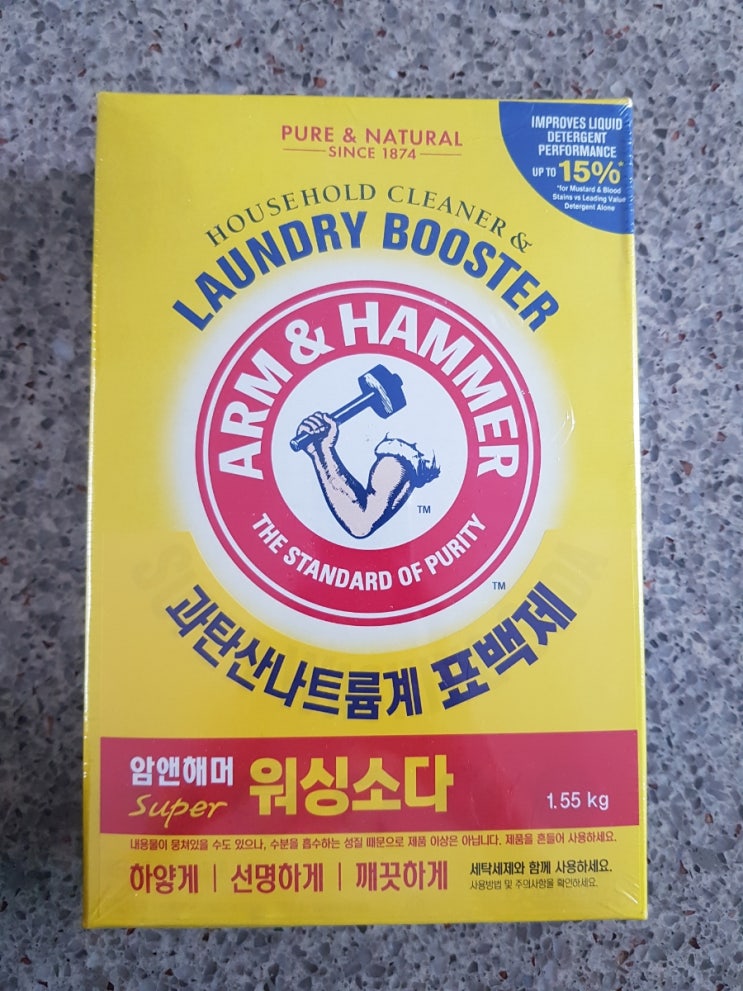 PURE & NATURAL
SINCE 1874
IMPROVES LIQUID
DETERGENT
PERFORMANCE
UP TO 15%*
*for Mustard & Blood
Stains vs Leading Value
Detergent Alone
HOUSEHOLD CLEANER &
LAUNDRY BOOSTER
ARM & HAMMER
TM
THE STANDARD OF PURITY
TM
과탄산나트륨계 표백제
암앤해머
Super 워싱소다
1.55 kg
내용물이 뭉쳐있을 수도 있으나, 수분을 흡수하는 성질 때문으로 제품 이상은 아닙니다. 제품을 흔들어 사용하세요.
하얗게 | 선명하게 | 깨끗하게
세탁세제와 함께 사용하세요.
사용방법 및 주의사항을 확인하세요.